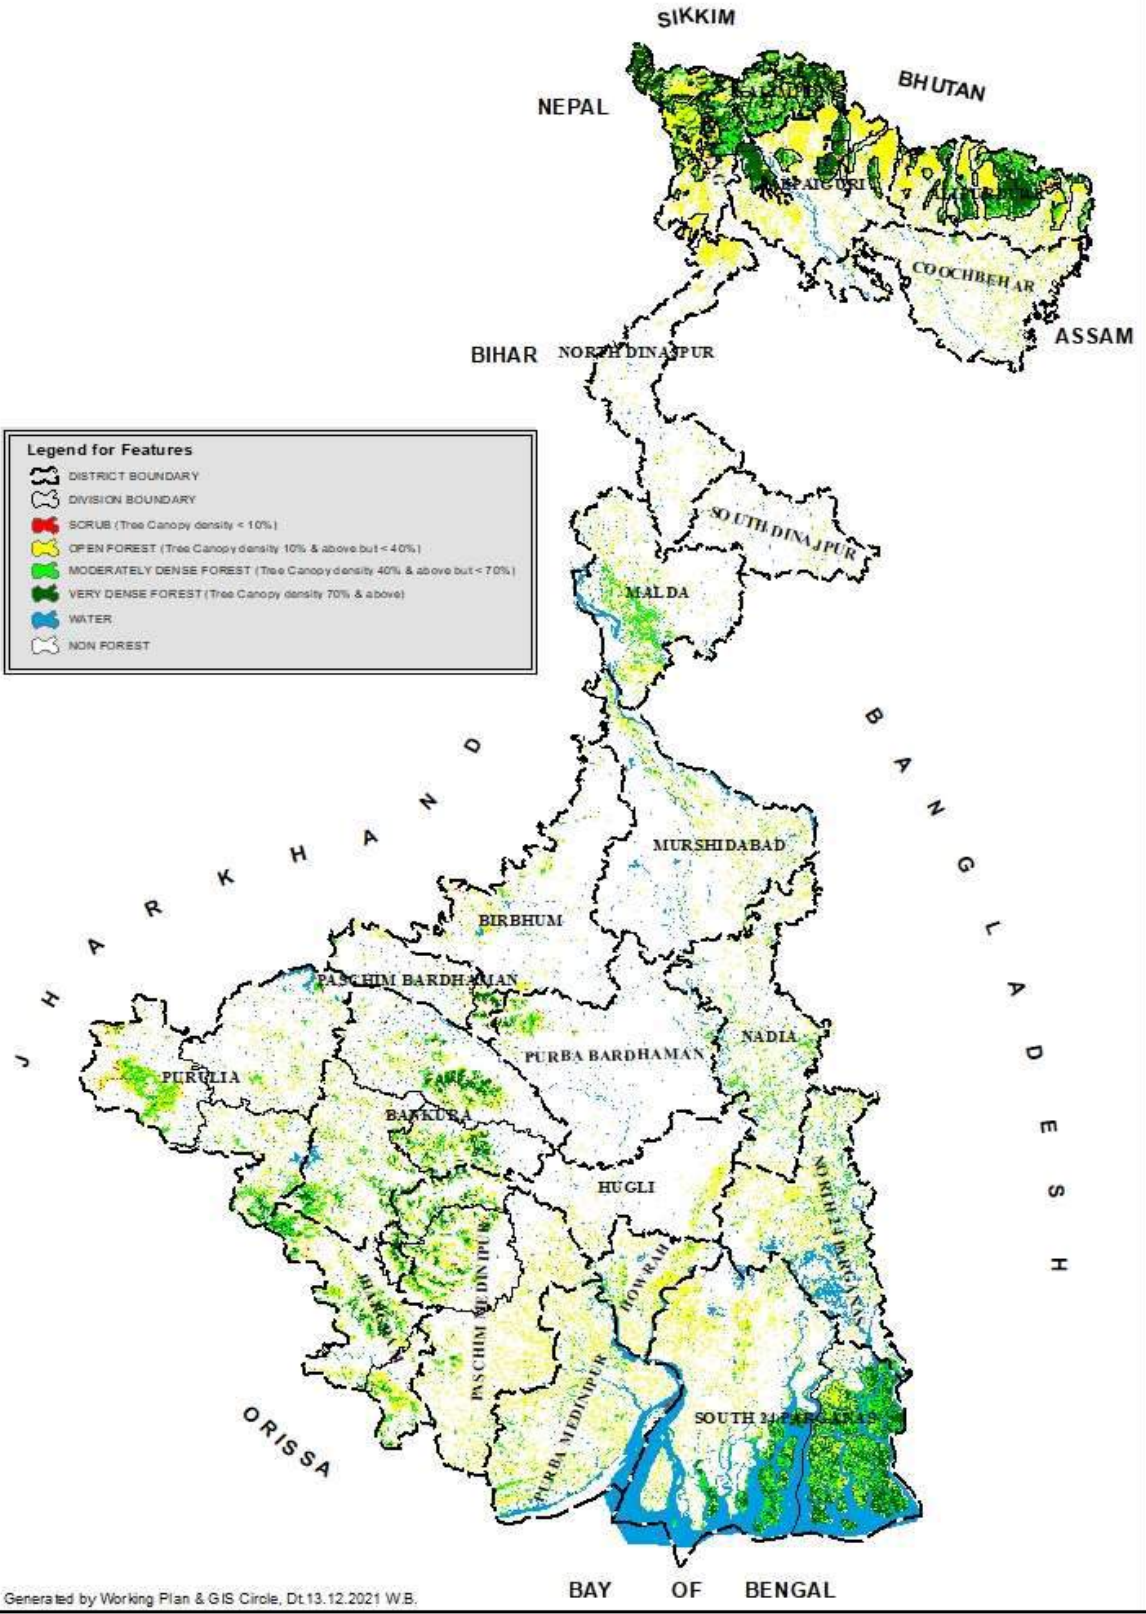 SIKKIM
BHUTAN
NEPAL
COOCHBEHAR
ASSAM
BIHAR
NORTH DINAJPUR
Legend for Features
DISTRICT BOUNDARY
DIVISION BOUNDARY
SCRUB (Tree Canopy density < 10%)
OPEN FOREST (Tree Canopy density 10% & above but < 40%)
MODERATELY DENSE FOREST (Tree Canopy density 40% & above but < 70%)
VERY DENSE FOREST (Tree Canopy density 70% & above)
WATER
NON FOREST
SOUTH DINAJPUR
MALDA
JHARKHAND
BANGLADESH
MURSHIDABAD
BIRBHUM
PASCHIM BARDHAMAN
PURBA BARDHAMAN
NADIA
PURULIA
BANKURA
HUGLI
NORTH 24 PARGANAS
HOWRAH
PASCHIM MEDINIPUR
PURBA MEDINIPUR
SOUTH 24 PARGANAS
ORISSA
BAY OF BENGAL
Generated by Working Plan & GIS Circle, Dt.13.12.2021 W.B.